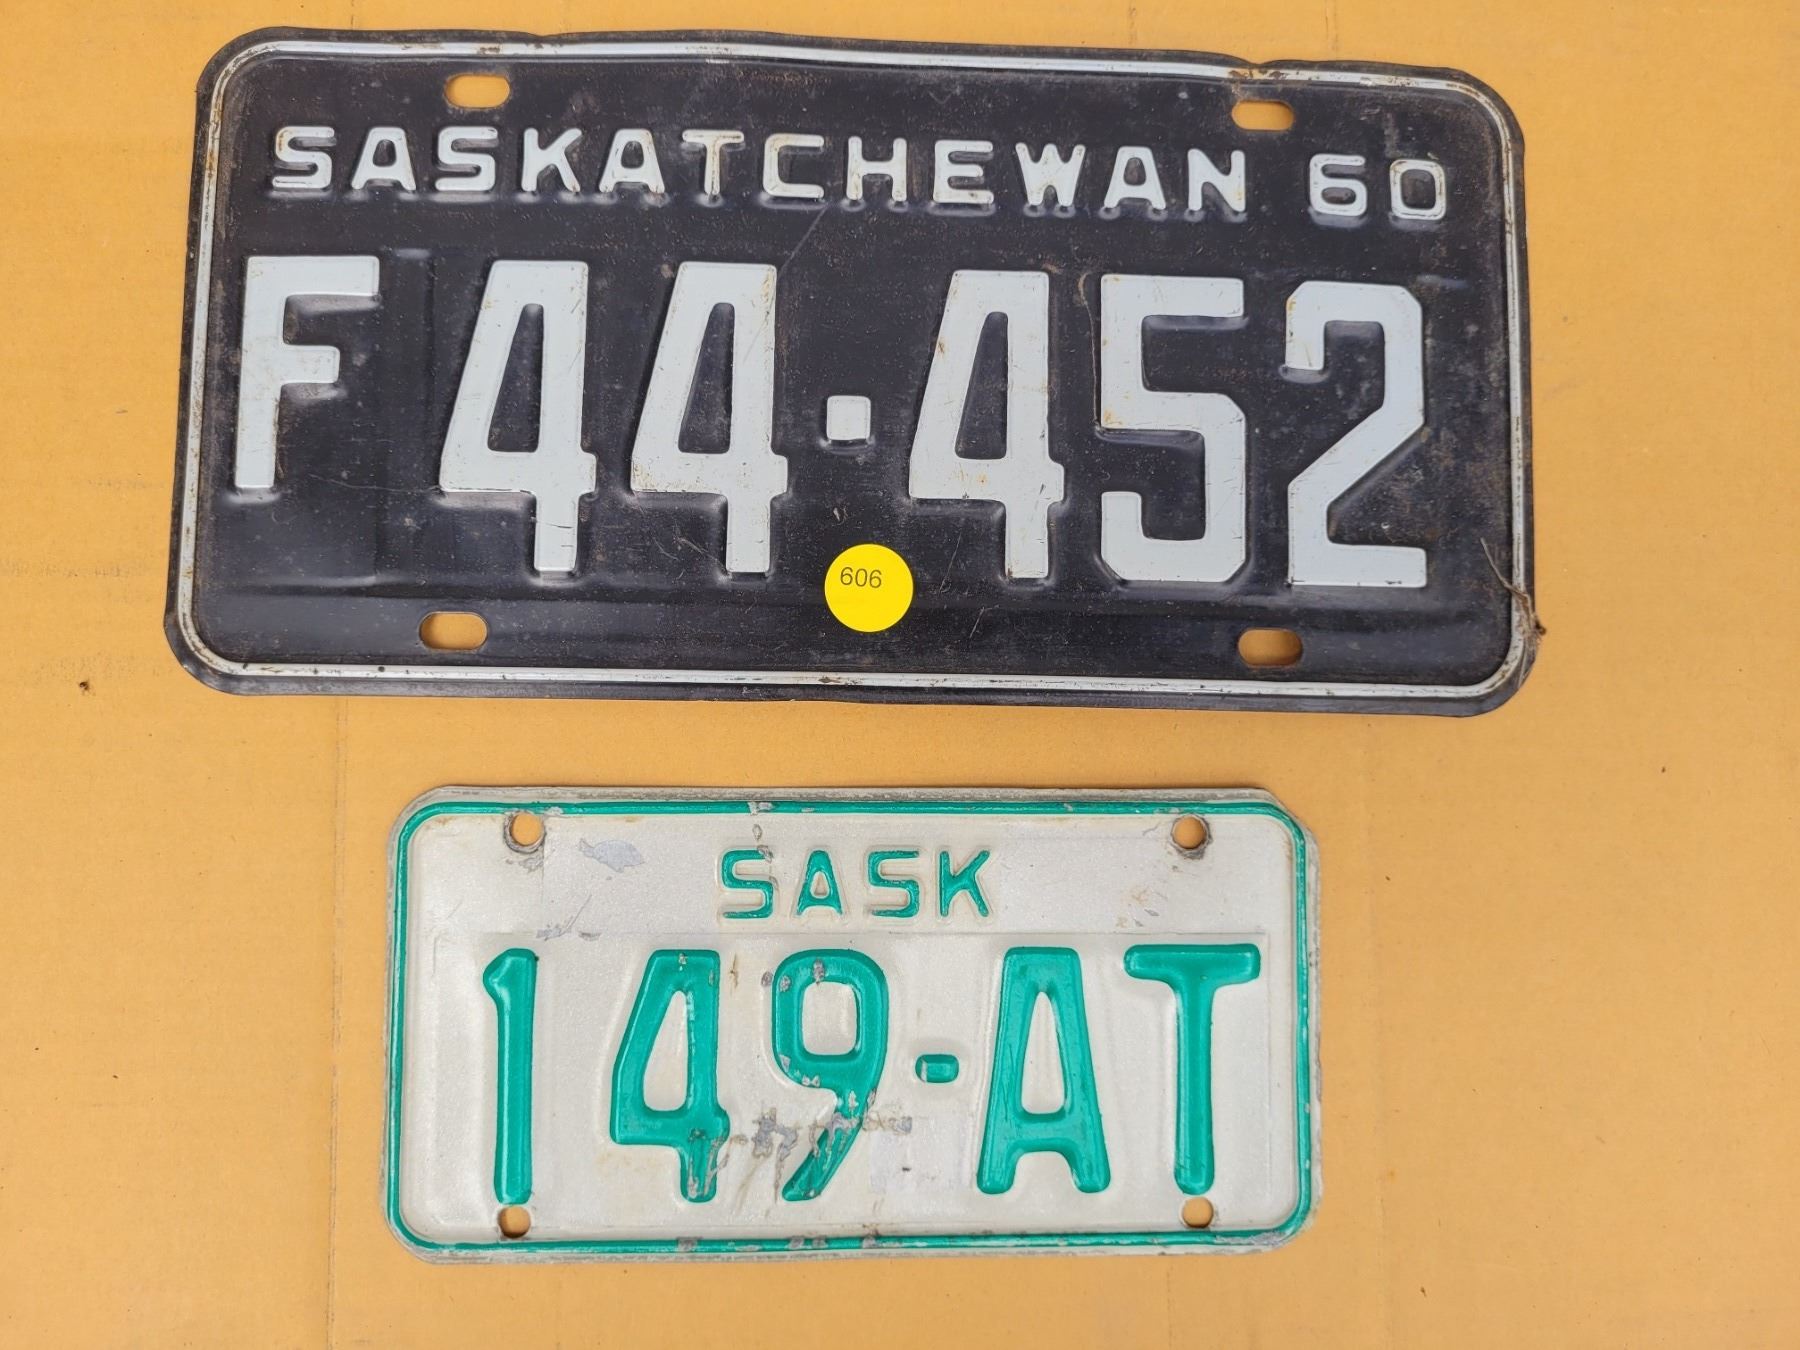 SASKATCHEWAN 60
F 44·452
606
SASK
149-AT